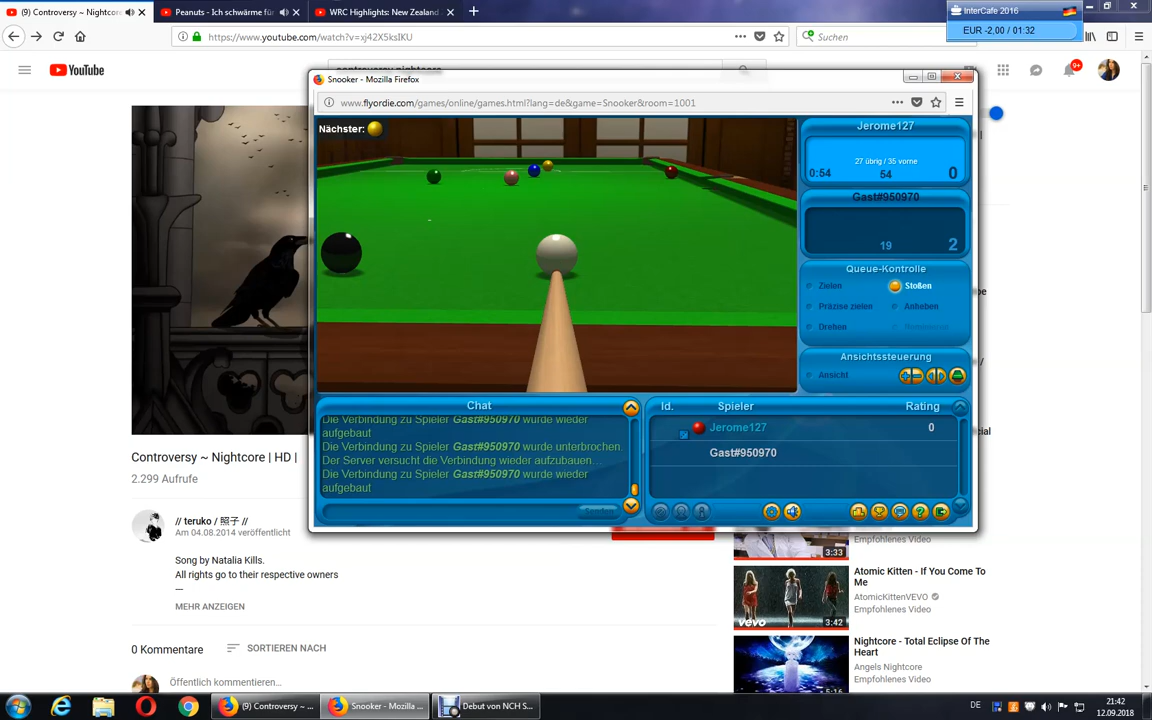 (9) Controversy ~ Nightcore
Peanuts - Ich schwärme für
WRC Highlights: New Zealand
InterCafe 2016
EUR -2,00 / 01:32
https://www.youtube.com/watch?v=xj42X5ksIKU
Suchen
YouTube
controversy nightcore
9+
Snooker - Mozilla Firefox
www.flyordie.com/games/online/games.html?lang=de&game=Snooker&room=1001
Nächster:
Jerome127
27 übrig / 35 vorne
0:54
54
0
Gast#950970
19
2
Queue-Kontrolle
Zielen
Stoßen
Präzise zielen
Anheben
Drehen
Ansichtssteuerung
Ansicht
Chat
Die Verbindung zu Spieler Gast#950970 wurde wieder
aufgebaut
Die Verbindung zu Spieler Gast#950970 wurde unterbrochen.
Der Server versucht die Verbindung wieder aufzubauen...
Die Verbindung zu Spieler Gast#950970 wurde wieder
aufgebaut
Id.
Spieler
Rating
Jerome127
0
Gast#950970
Controversy ~ Nightcore | HD |
2.299 Aufrufe
// teruko / 照子 //
Am 04.08.2014 veröffentlicht
Song by Natalia Kills.
All rights go to their respective owners
---
MEHR ANZEIGEN
0 Kommentare
SORTIEREN NACH
Öffentlich kommentieren...
3:33
Empfohlenes Video
vevo
3:42
Atomic Kitten - If You Come To
Me
AtomicKittenVEVO
Empfohlenes Video
5:16
Nightcore - Total Eclipse Of The
Heart
Angels Nightcore
Empfohlenes Video
(9) Controversy ~ ...
Snooker - Mozilla ...
Debut von NCH S...
DE
21:42
12.09.2018